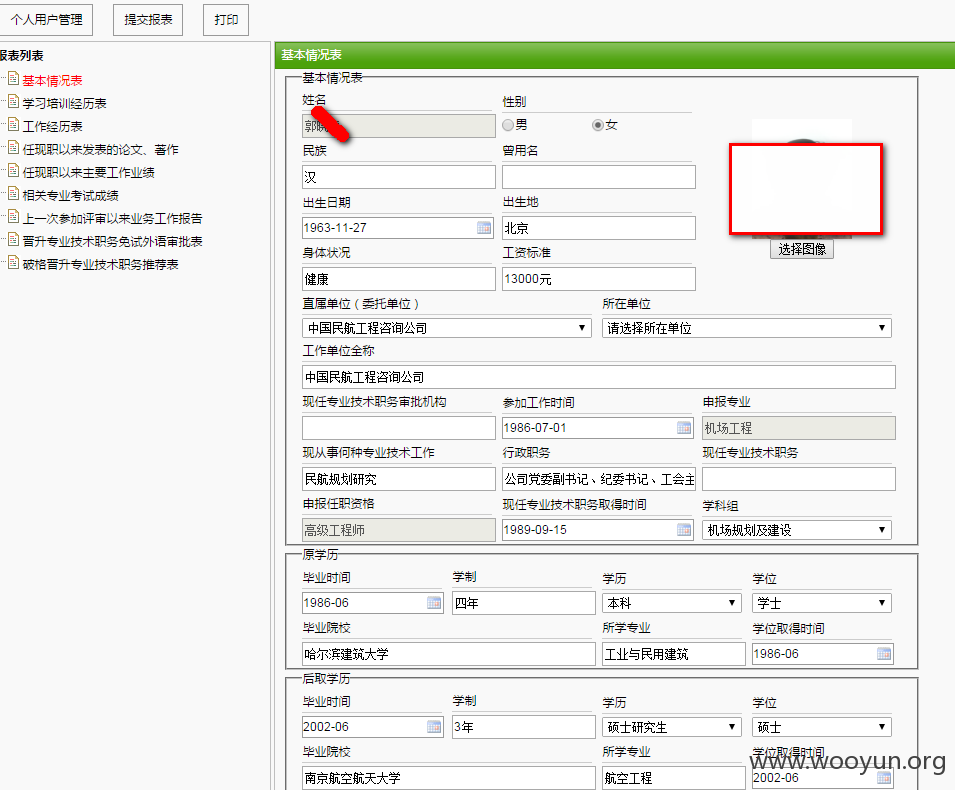 个人用户管理 提交报表 打印
报表列表
基本情况表
学习培训经历表
工作经历表
任现职以来发表的论文、著作
任现职以来主要工作业绩
相关专业考试成绩
上一次参加评审以来业务工作报告
晋升专业技术职务免试外语审批表
破格晋升专业技术职务推荐表
基本情况表
基本情况表
姓名 性别
郭 男 女
民族 曾用名
汉
出生日期 出生地
1963-11-27 北京
选择图像
身体状况 工资标准
健康 13000元
直属单位（委托单位） 所在单位
中国民航工程咨询公司 请选择所在单位
工作单位全称
中国民航工程咨询公司
现任专业技术职务审批机构 参加工作时间 申报专业
1986-07-01 机场工程
现从事何种专业技术工作 行政职务 现任专业技术职务
民航规划研究 公司党委副书记、纪委书记、工会主
申报任职资格 现任专业技术职务取得时间 学科组
高级工程师 1989-09-15 机场规划及建设
原学历
毕业时间 学制 学历 学位
1986-06 四年 本科 学士
毕业院校 所学专业 学位取得时间
哈尔滨建筑大学 工业与民用建筑 1986-06
后取学历
毕业时间 学制 学历 学位
2002-06 3年 硕士研究生 硕士
毕业院校 所学专业 学位取得时间
南京航空航天大学 航空工程 2002-06
www.wooyun.org